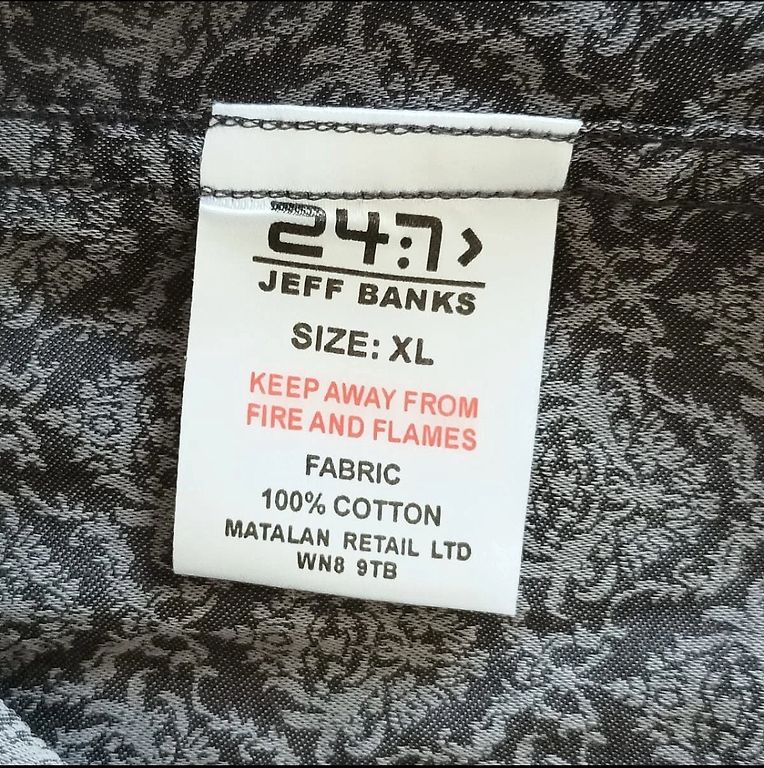 24:7>
JEFF BANKS
SIZE: XL
KEEP AWAY FROM
FIRE AND FLAMES
FABRIC
100% COTTON
MATALAN RETAIL LTD
WN8 9TB